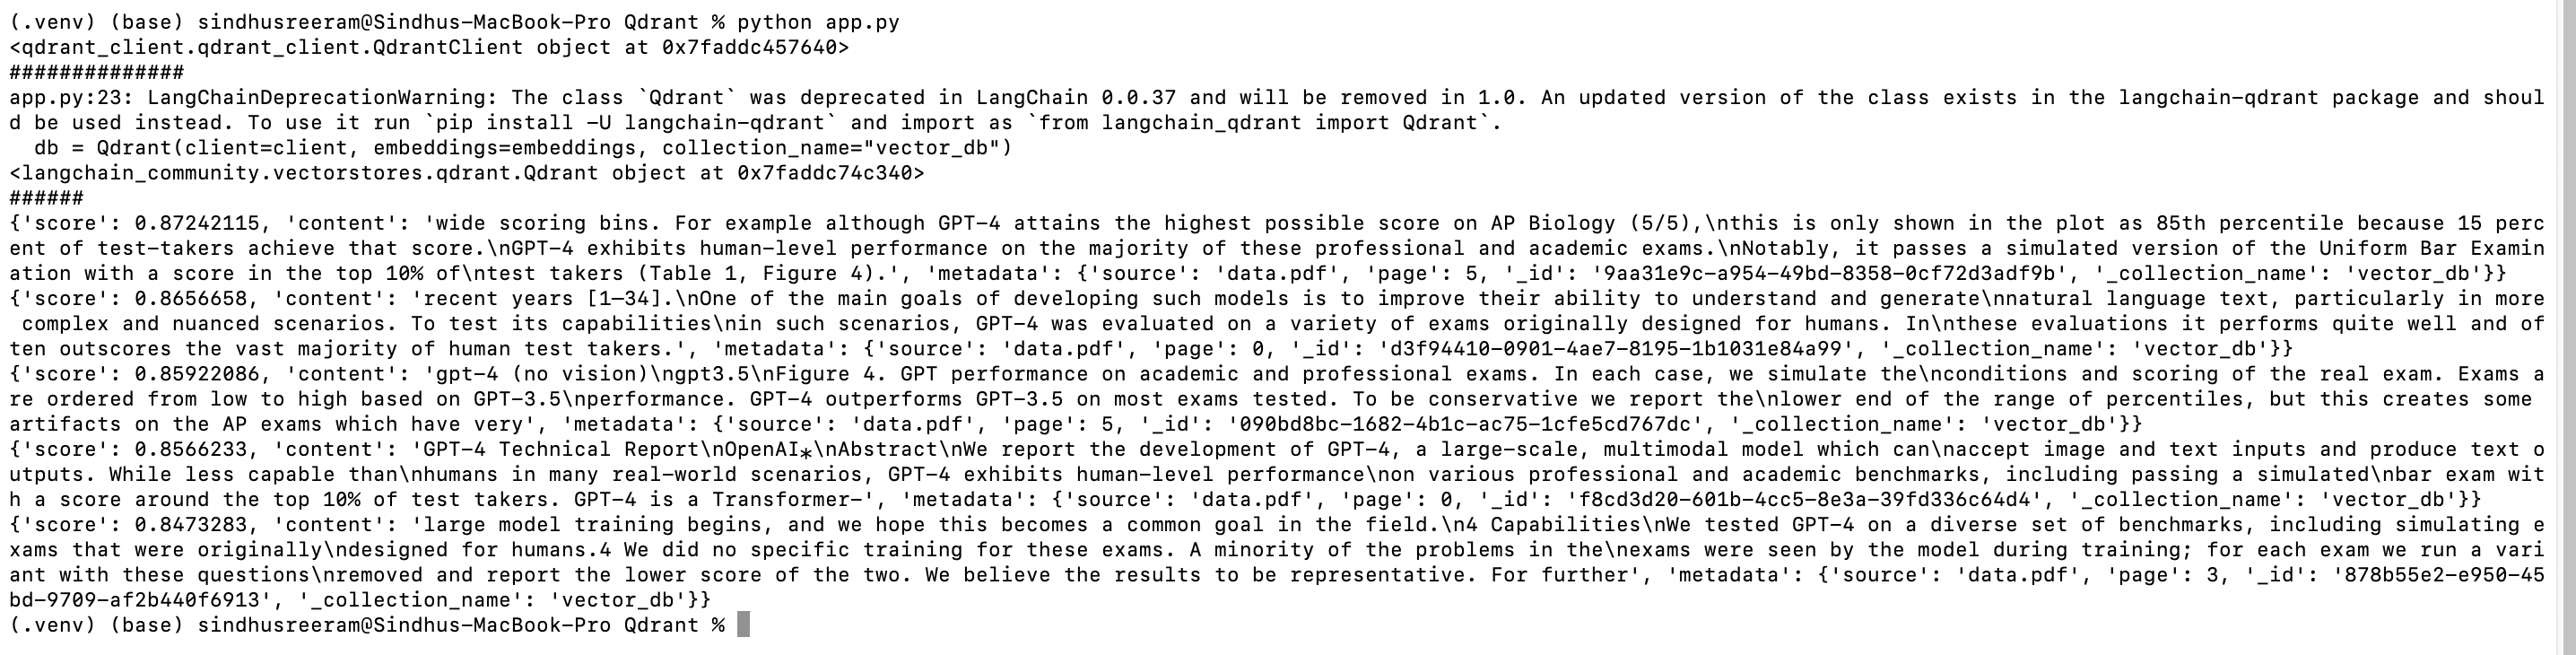 (.venv) (base) sindhusreeram@Sindhus-MacBook-Pro Qdrant % python app.py
<qdrant_client.qdrant_client.QdrantClient object at 0x7faddc457640>
##############
app.py:23: LangChainDeprecationWarning: The class `Qdrant` was deprecated in LangChain 0.0.37 and will be removed in 1.0. An updated version of the class exists in the langchain-qdrant package and shoul
d be used instead. To use it run `pip install -U langchain-qdrant` and import as `from langchain_qdrant import Qdrant`.
  db = Qdrant(client=client, embeddings=embeddings, collection_name="vector_db")
<langchain_community.vectorstores.qdrant.Qdrant object at 0x7faddc74c340>
######
{'score': 0.87242115, 'content': 'wide scoring bins. For example although GPT-4 attains the highest possible score on AP Biology (5/5),\nthis is only shown in the plot as 85th percentile because 15 perc
ent of test-takers achieve that score.\nGPT-4 exhibits human-level performance on the majority of these professional and academic exams.\nNotably, it passes a simulated version of the Uniform Bar Examin
ation with a score in the top 10% of\ntest takers (Table 1, Figure 4).', 'metadata': {'source': 'data.pdf', 'page': 5, '_id': '9aa31e9c-a954-49bd-8358-0cf72d3adf9b', '_collection_name': 'vector_db'}}
{'score': 0.8656658, 'content': 'recent years [1–34].\nOne of the main goals of developing such models is to improve their ability to understand and generate\nnatural language text, particularly in more
 complex and nuanced scenarios. To test its capabilities\nin such scenarios, GPT-4 was evaluated on a variety of exams originally designed for humans. In\nthese evaluations it performs quite well and of
ten outscores the vast majority of human test takers.', 'metadata': {'source': 'data.pdf', 'page': 0, '_id': 'd3f94410-0901-4ae7-8195-1b1031e84a99', '_collection_name': 'vector_db'}}
{'score': 0.85922086, 'content': 'gpt-4 (no vision)\ngpt3.5\nFigure 4. GPT performance on academic and professional exams. In each case, we simulate the\nconditions and scoring of the real exam. Exams a
re ordered from low to high based on GPT-3.5\nperformance. GPT-4 outperforms GPT-3.5 on most exams tested. To be conservative we report the\nlower end of the range of percentiles, but this creates some
artifacts on the AP exams which have very', 'metadata': {'source': 'data.pdf', 'page': 5, '_id': '090bd8bc-1682-4b1c-ac75-1cfe5cd767dc', '_collection_name': 'vector_db'}}
{'score': 0.8566233, 'content': 'GPT-4 Technical Report\nOpenAI∗\nAbstract\nWe report the development of GPT-4, a large-scale, multimodal model which can\naccept image and text inputs and produce text o
utputs. While less capable than\nhumans in many real-world scenarios, GPT-4 exhibits human-level performance\non various professional and academic benchmarks, including passing a simulated\nbar exam wit
h a score around the top 10% of test takers. GPT-4 is a Transformer-', 'metadata': {'source': 'data.pdf', 'page': 0, '_id': 'f8cd3d20-601b-4cc5-8e3a-39fd336c64d4', '_collection_name': 'vector_db'}}
{'score': 0.8473283, 'content': 'large model training begins, and we hope this becomes a common goal in the field.\n4 Capabilities\nWe tested GPT-4 on a diverse set of benchmarks, including simulating e
xams that were originally\ndesigned for humans.4 We did no specific training for these exams. A minority of the problems in the\nexams were seen by the model during training; for each exam we run a vari
ant with these questions\nremoved and report the lower score of the two. We believe the results to be representative. For further', 'metadata': {'source': 'data.pdf', 'page': 3, '_id': '878b55e2-e950-45
bd-9709-af2b440f6913', '_collection_name': 'vector_db'}}
(.venv) (base) sindhusreeram@Sindhus-MacBook-Pro Qdrant %